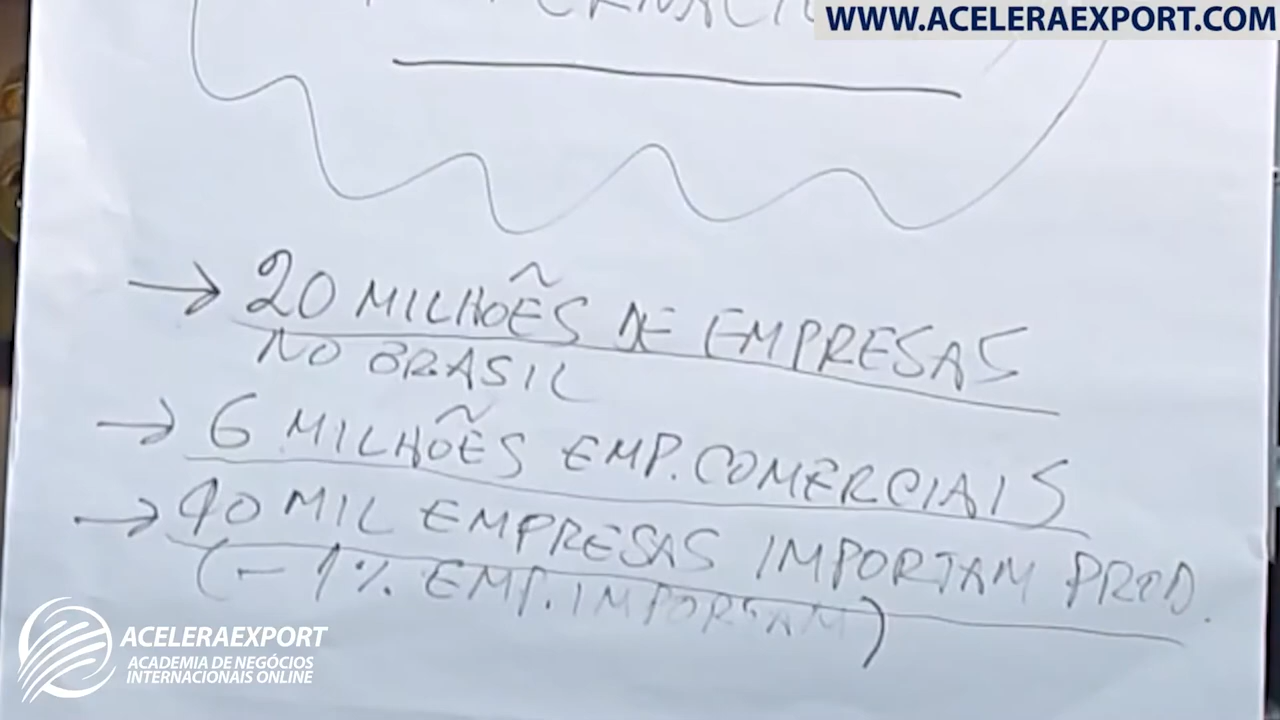 WWW.ACELERAEXPORT.COM
→ 20 MILHÕES DE EMPRESAS
NO BRASIL
→ 6 MILHÕES EMP. COMERCIAIS
→ 40 MIL EMPRESAS IMPORTAM PROD.
(-1% EMP. IMPORTAM)
ACELERAEXPORT
ACADEMIA DE NEGÓCIOS
INTERNACIONAIS ONLINE